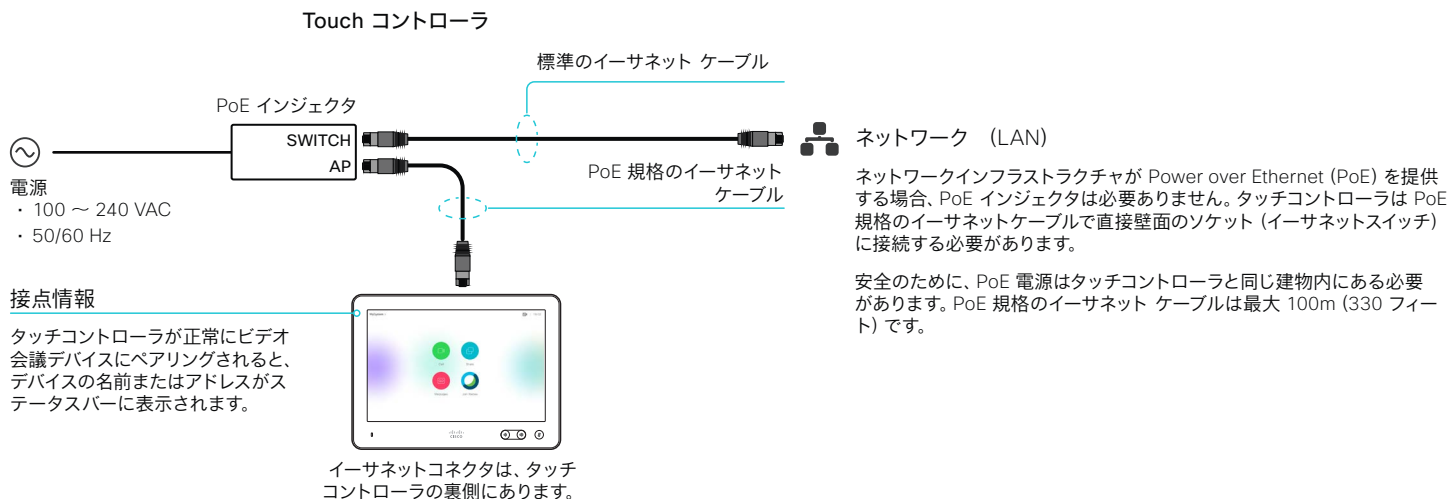 Touch コントローラ
標準のイーサネット ケーブル
PoE インジェクタ
SWITCH
AP
PoE 規格のイーサネット
ケーブル
電源
・ 100 ～ 240 VAC
・ 50/60 Hz
接点情報
タッチコントローラが正常にビデオ
会議デバイスにペアリングされると、
デバイスの名前またはアドレスがス
テータスバーに表示されます。
CISCO
イーサネットコネクタは、タッチ
コントローラの裏側にあります。
ネットワーク （LAN）
ネットワークインフラストラクチャが Power over Ethernet (PoE) を提供
する場合、PoE インジェクタは必要ありません。タッチコントローラは PoE
規格のイーサネットケーブルで直接壁面のソケット （イーサネットスイッチ）
に接続する必要があります。
安全のために、PoE 電源はタッチコントローラと同じ建物内にある必要
があります。PoE 規格のイーサネット ケーブルは最大 100m (330 フィー
ト) です。